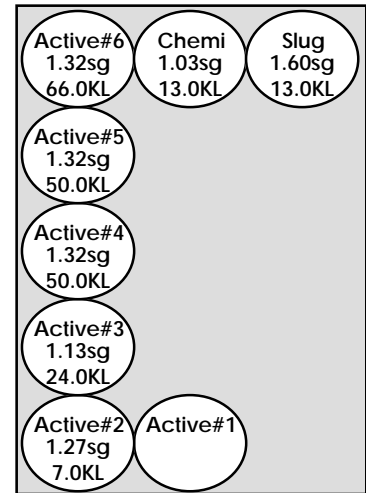 Active#6
1.32sg
66.0KL
Chemi
1.03sg
13.0KL
Slug
1.60sg
13.0KL
Active#5
1.32sg
50.0KL
Active#4
1.32sg
50.0KL
Active#3
1.13sg
24.0KL
Active#2
1.27sg
7.0KL
Active#1